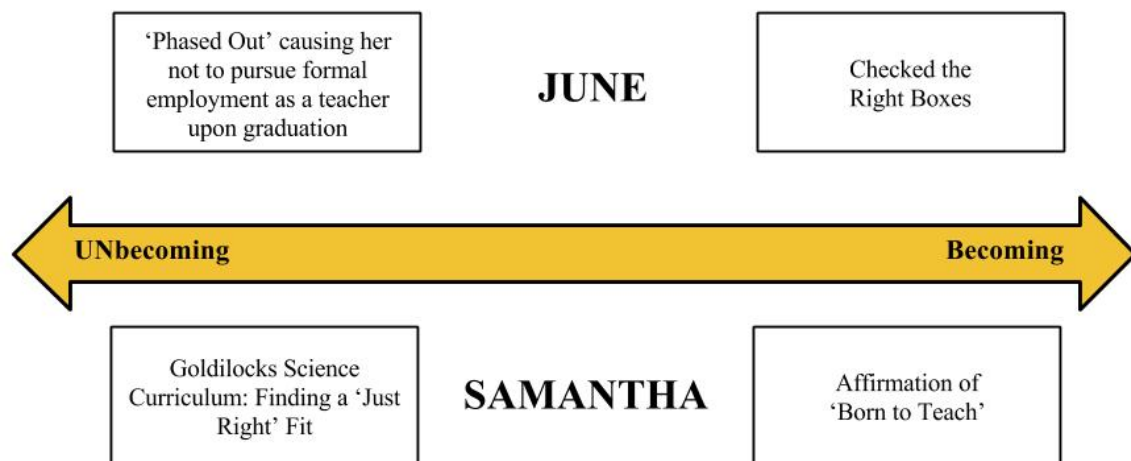 ‘Phased Out’ causing her
not to pursue formal
employment as a teacher
upon graduation
JUNE
Checked the
Right Boxes
UNbecoming
Becoming
Goldilocks Science
Curriculum: Finding a ‘Just
Right’ Fit
SAMANTHA
Affirmation of
‘Born to Teach’